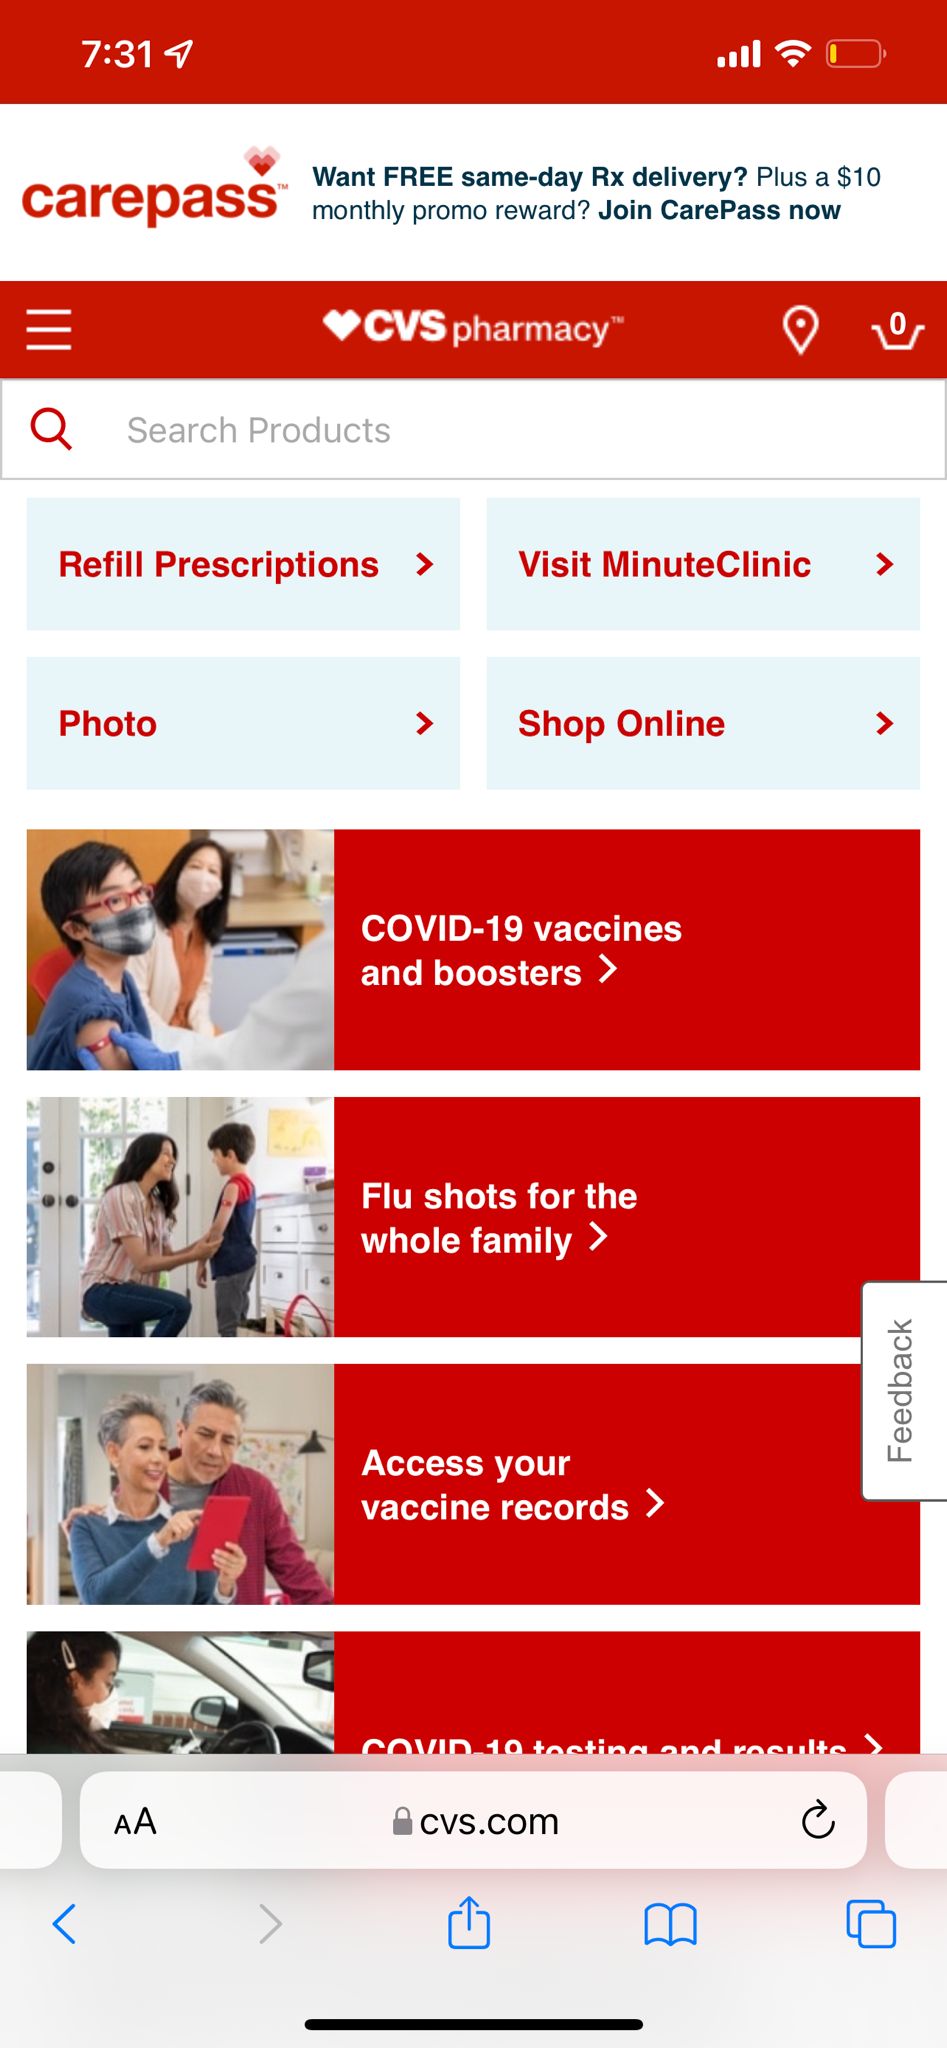 7:31
carepass™
Want FREE same-day Rx delivery? Plus a $10
monthly promo reward? Join CarePass now
CVS pharmacy™
0
Search Products
Refill Prescriptions
Visit MinuteClinic
Photo
Shop Online
COVID-19 vaccines
and boosters
Flu shots for the
whole family
Feedback
Access your
vaccine records
COVID-19 testing and results
AA
cvs.com